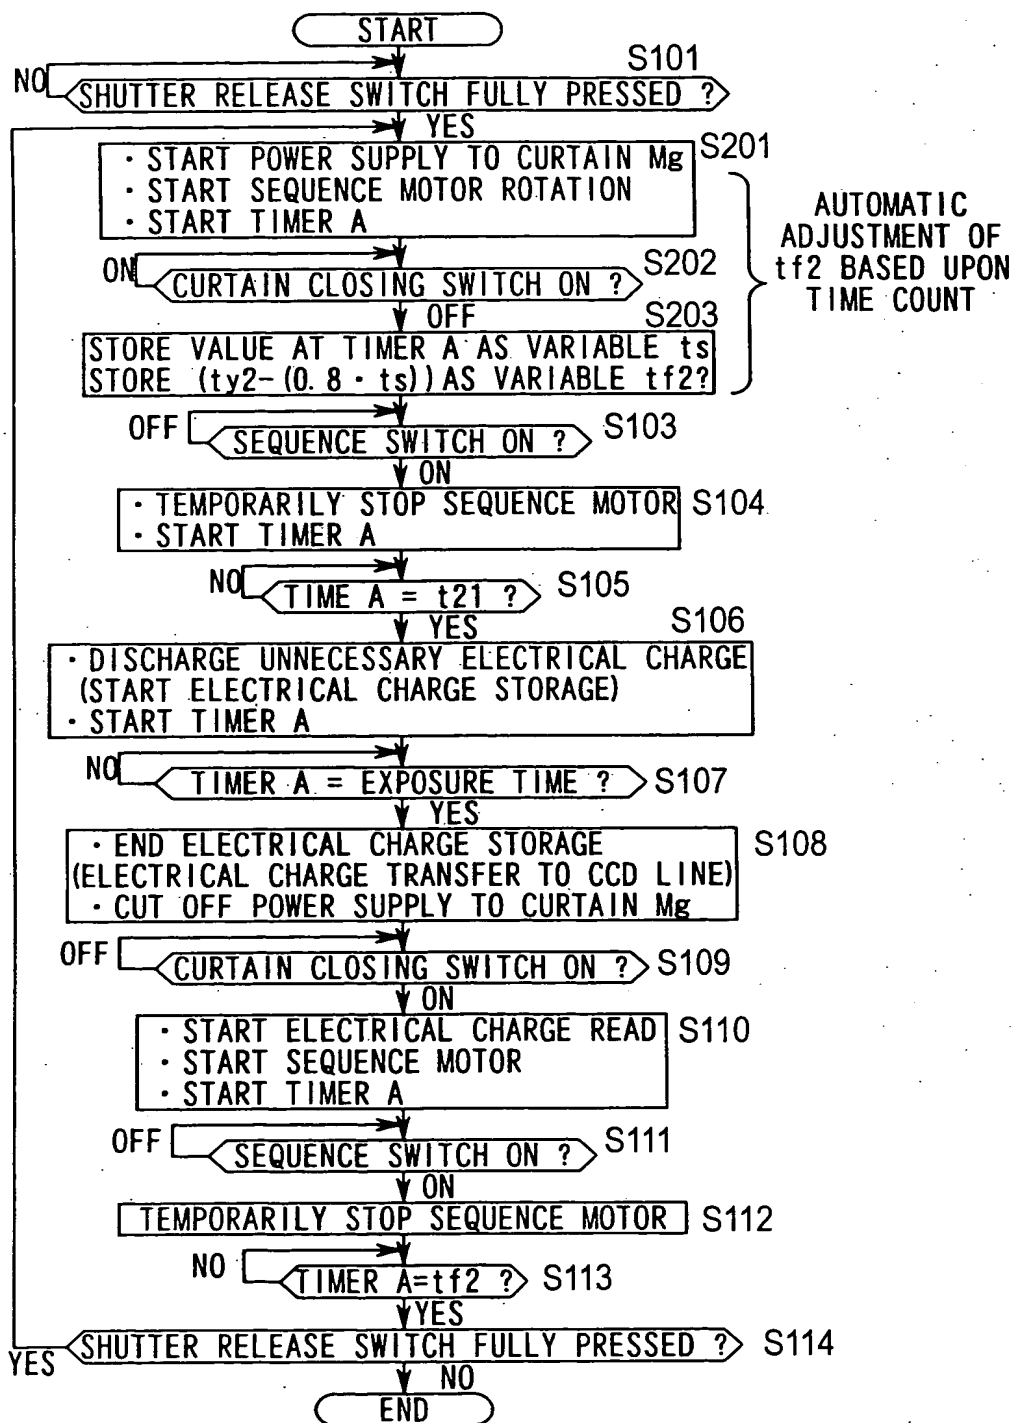 START
S101
NO
SHUTTER RELEASE SWITCH FULLY PRESSED ?
YES
S201
· START POWER SUPPLY TO CURTAIN Mg
· START SEQUENCE MOTOR ROTATION
· START TIMER A
AUTOMATIC
ADJUSTMENT OF
tf2 BASED UPON
TIME COUNT
S202
ON
CURTAIN CLOSING SWITCH ON ?
OFF
S203
STORE VALUE AT TIMER A AS VARIABLE ts
STORE (ty2-(0.8 · ts)) AS VARIABLE tf2?
OFF
SEQUENCE SWITCH ON ?
S103
ON
· TEMPORARILY STOP SEQUENCE MOTOR
S104
· START TIMER A
NO
TIME A = t21 ?
S105
YES
S106
· DISCHARGE UNNECESSARY ELECTRICAL CHARGE
(START ELECTRICAL CHARGE STORAGE)
· START TIMER A
NO
TIMER A = EXPOSURE TIME ?
S107
YES
· END ELECTRICAL CHARGE STORAGE
S108
(ELECTRICAL CHARGE TRANSFER TO CCD LINE)
· CUT OFF POWER SUPPLY TO CURTAIN Mg
OFF
CURTAIN CLOSING SWITCH ON ?
S109
ON
· START ELECTRICAL CHARGE READ
S110
· START SEQUENCE MOTOR
· START TIMER A
OFF
SEQUENCE SWITCH ON ?
S111
ON
TEMPORARILY STOP SEQUENCE MOTOR
S112
NO
TIMER A=tf2 ?
S113
YES
SHUTTER RELEASE SWITCH FULLY PRESSED ?
S114
YES
NO
END